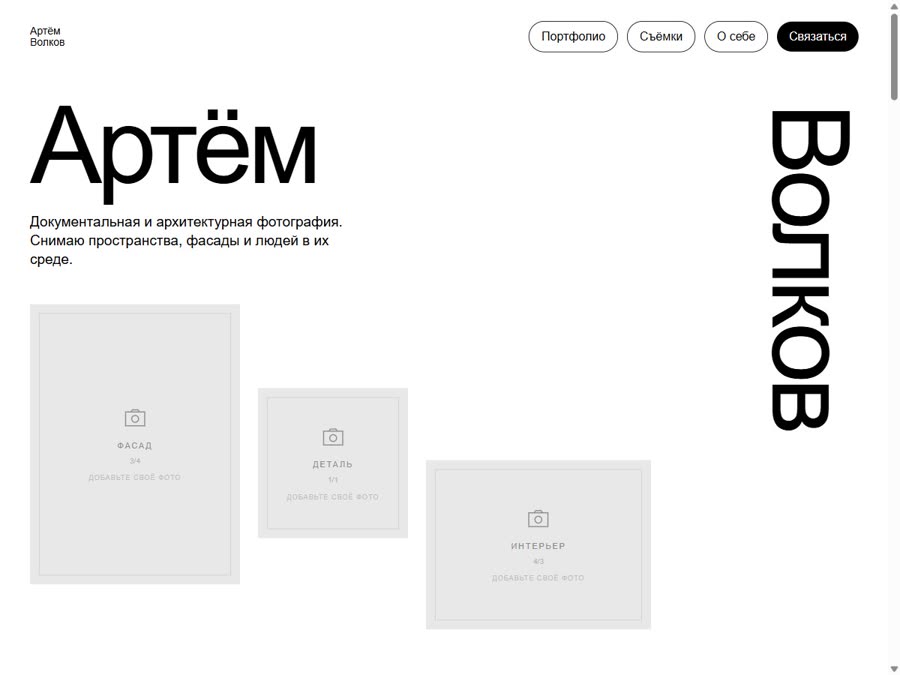 Артём
Волков
Портфолио
Съёмки
О себе
Связаться
Артём
Волков
Документальная и архитектурная фотография.
Снимаю пространства, фасады и людей в их
среде.
ФАСАД
3/4
ДОБАВЬТЕ СВОЁ ФОТО
ДЕТАЛЬ
1/1
ДОБАВЬТЕ СВОЁ ФОТО
ИНТЕРЬЕР
4/3
ДОБАВЬТЕ СВОЁ ФОТО